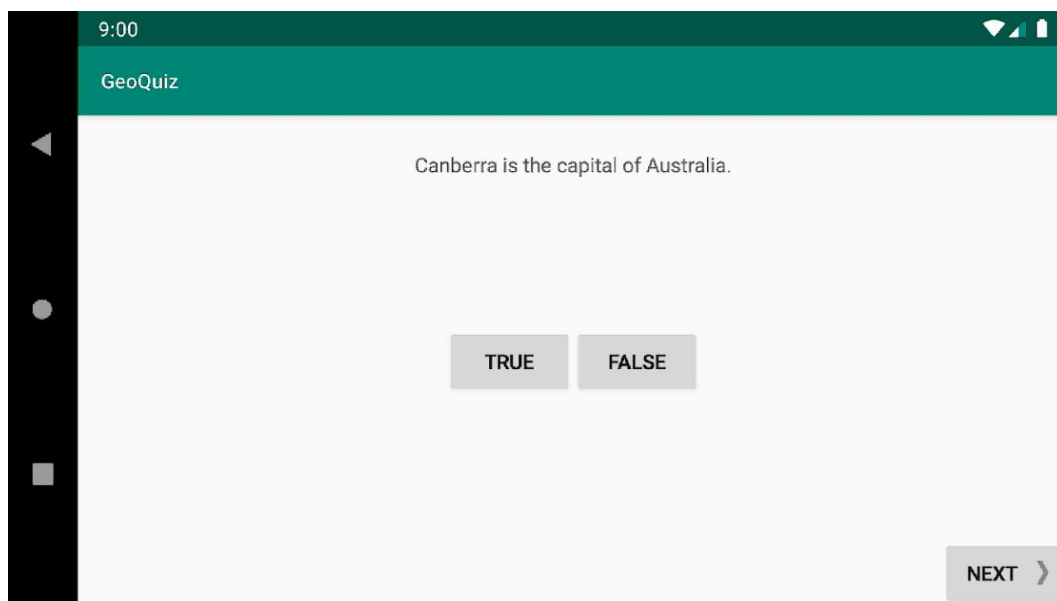 9:00
GeoQuiz
Canberra is the capital of Australia.
TRUE FALSE
NEXT